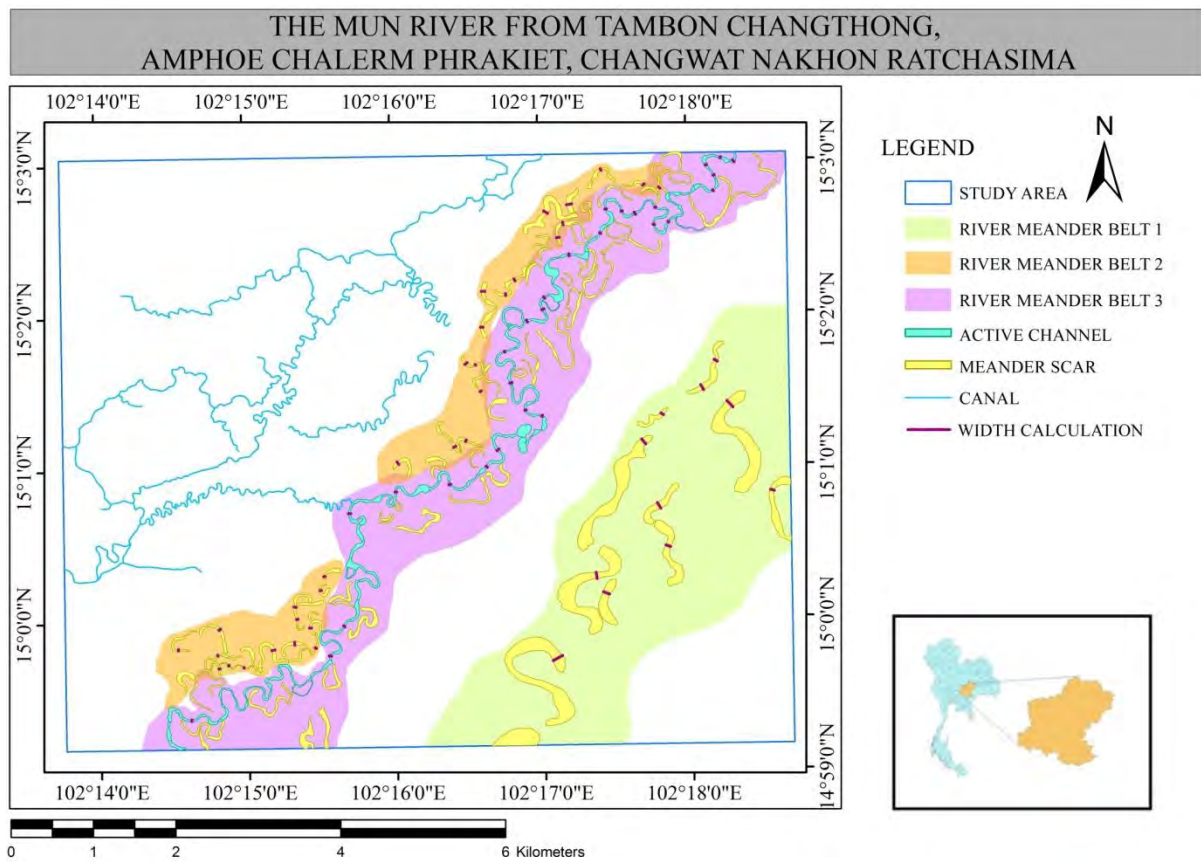 THE MUN RIVER FROM TAMBON CHANGTHONG,
AMPHOE CHALERM PHRAKIET, CHANGWAT NAKHON RATCHASIMA
102°14'0"E 102°15'0"E 102°16'0"E 102°17'0"E 102°18'0"E
15°3'0"N
15°2'0"N
15°1'0"N
15°0'0"N
15°3'0"N
15°2'0"N
15°1'0"N
15°0'0"N
14°59'0"N
102°14'0"E 102°15'0"E 102°16'0"E 102°17'0"E 102°18'0"E
N
LEGEND
STUDY AREA
RIVER MEANDER BELT 1
RIVER MEANDER BELT 2
RIVER MEANDER BELT 3
ACTIVE CHANNEL
MEANDER SCAR
CANAL
WIDTH CALCULATION
0 1 2 4 6 Kilometers